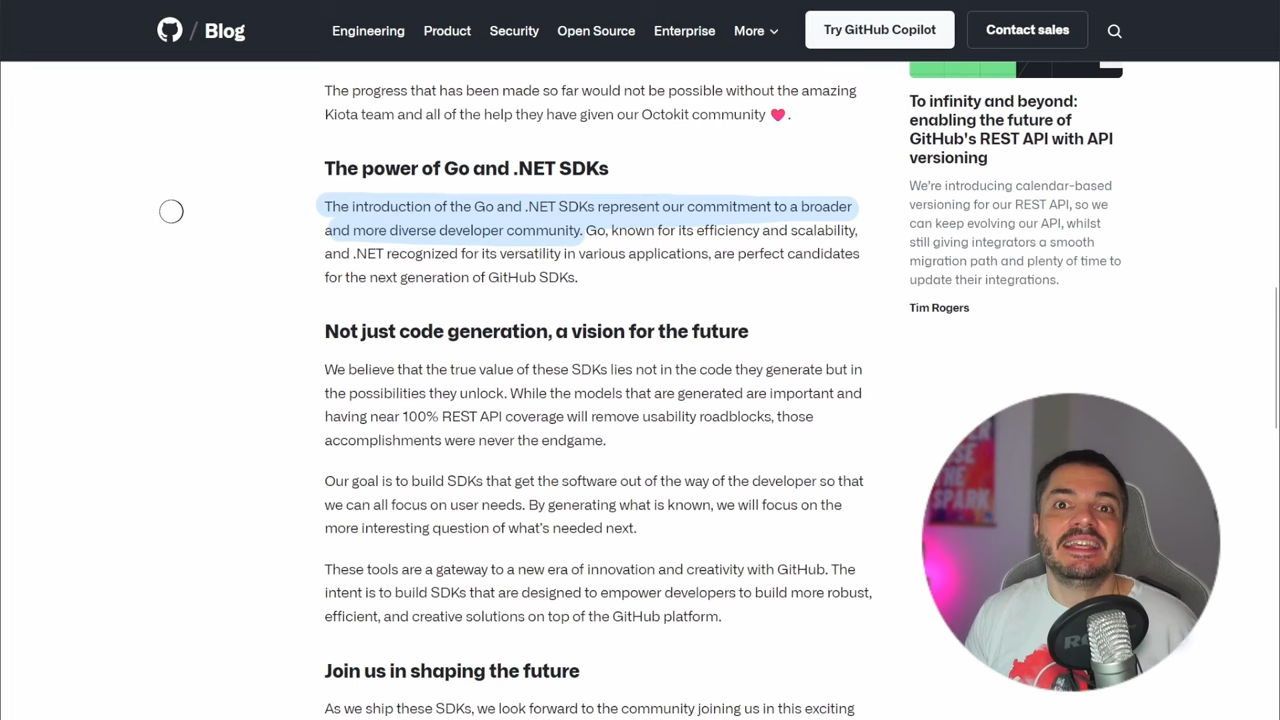 / Blog
Engineering
Product
Security
Open Source
Enterprise
More
Try GitHub Copilot
Contact sales
The progress that has been made so far would not be possible without the amazing
Kiota team and all of the help they have given our Octokit community ❤️.
The power of Go and .NET SDKs
The introduction of the Go and .NET SDKs represent our commitment to a broader
and more diverse developer community. Go, known for its efficiency and scalability,
and .NET recognized for its versatility in various applications, are perfect candidates
for the next generation of GitHub SDKs.
Not just code generation, a vision for the future
We believe that the true value of these SDKs lies not in the code they generate but in
the possibilities they unlock. While the models that are generated are important and
having near 100% REST API coverage will remove usability roadblocks, those
accomplishments were never the endgame.
Our goal is to build SDKs that get the software out of the way of the developer so that
we can all focus on user needs. By generating what is known, we will focus on the
more interesting question of what's needed next.
These tools are a gateway to a new era of innovation and creativity with GitHub. The
intent is to build SDKs that are designed to empower developers to build more robust,
efficient, and creative solutions on top of the GitHub platform.
Join us in shaping the future
As we ship these SDKs, we look forward to the community joining us in this exciting
To infinity and beyond:
enabling the future of
GitHub's REST API with API
versioning
We're introducing calendar-based
versioning for our REST API, so we
can keep evolving our API, whilst
still giving integrators a smooth
migration path and plenty of time to
update their integrations.
Tim Rogers
THE
SPARK